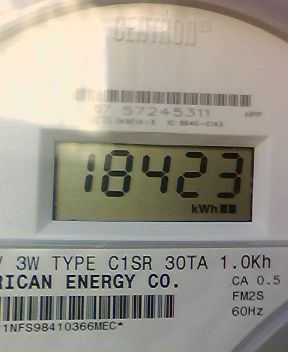 CENTRON®
07 57245311
18423
kWh
3W TYPE C1SR 30TA 1.0Kh
RICAN ENERGY CO.
CA 0.5
FM2S
60Hz
1NFS98410366MEC*